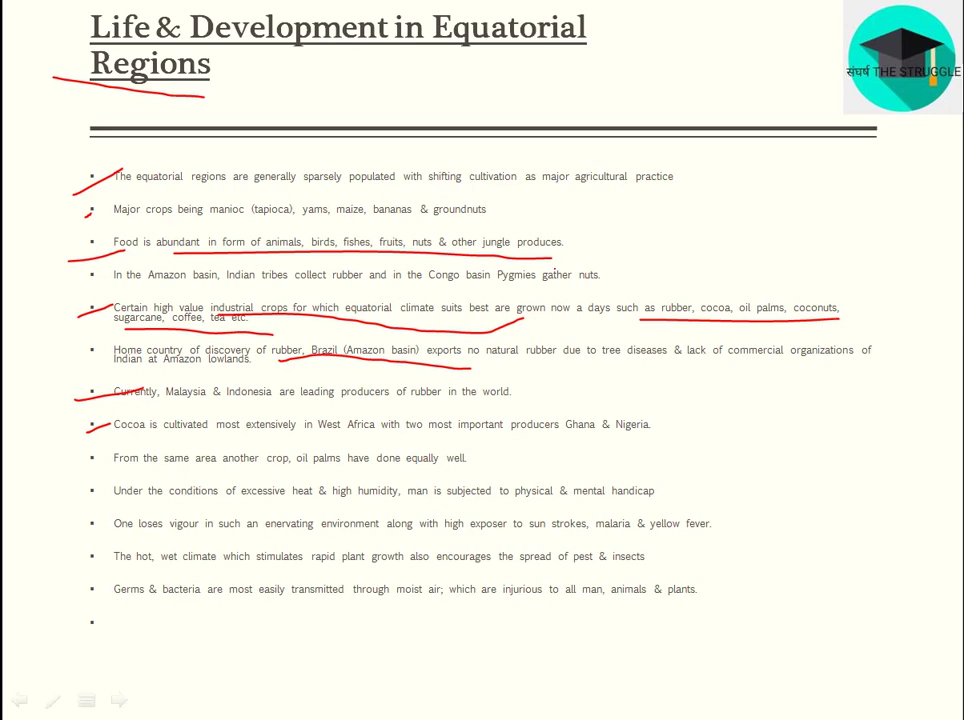 Life & Development in Equatorial
Regions
संघर्ष THE STRUGGLE
The equatorial regions are generally sparsely populated with shifting cultivation as major agricultural practice
Major crops being manioc (tapioca), yams, maize, bananas & groundnuts
Food is abundant in form of animals, birds, fishes, fruits, nuts & other jungle produces.
In the Amazon basin, Indian tribes collect rubber and in the Congo basin Pygmies gather nuts.
Certain high value industrial crops for which equatorial climate suits best are grown now a days such as rubber, cocoa, oil palms, coconuts,
sugarcane, coffee, tea etc.
Home country of discovery of rubber, Brazil (Amazon basin) exports no natural rubber due to tree diseases & lack of commercial organizations of
Indian at Amazon lowlands.
Currently, Malaysia & Indonesia are leading producers of rubber in the world.
Cocoa is cultivated most extensively in West Africa with two most important producers Ghana & Nigeria.
From the same area another crop, oil palms have done equally well.
Under the conditions of excessive heat & high humidity, man is subjected to physical & mental handicap
One loses vigour in such an enervating environment along with high exposer to sun strokes, malaria & yellow fever.
The hot, wet climate which stimulates rapid plant growth also encourages the spread of pest & insects
Germs & bacteria are most easily transmitted through moist air; which are injurious to all man, animals & plants.